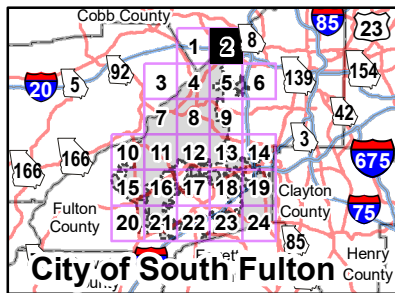 Cobb County
85
23
1 2 8
20 5 92 3 4 5 6 139 154
7 8 9 42
3
166 166 10 11 12 13 14 675
15 16 17 18 19 Clayton
County
Fulton
County
75
20 21 22 23 24
85 Henry
County
City of South Fulton